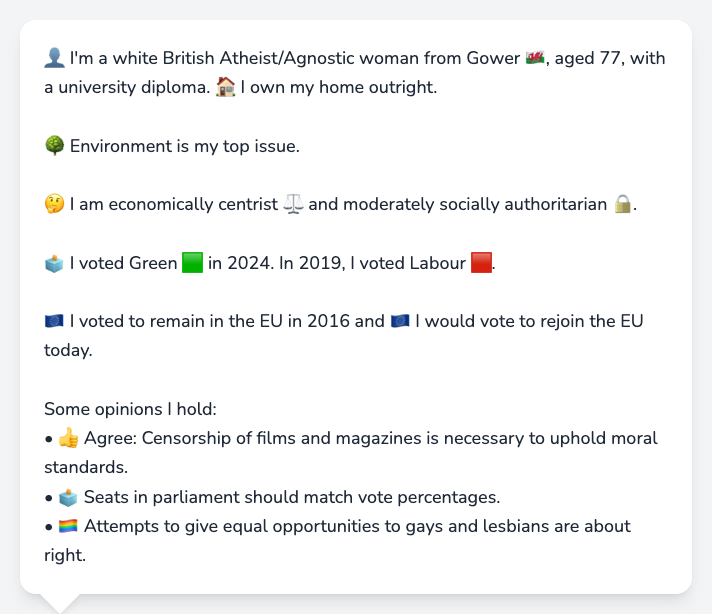 👤 I'm a white British Atheist/Agnostic woman from Gower 🏴󠁧󠁢󠁷󠁬󠁳󠁿, aged 77, with
a university diploma. 🏠 I own my home outright.
🌳 Environment is my top issue.
🤔 I am economically centrist ⚖️ and moderately socially authoritarian 🔒.
🗳️ I voted Green 🟩 in 2024. In 2019, I voted Labour 🟥.
🇪🇺 I voted to remain in the EU in 2016 and 🇪🇺 I would vote to rejoin the EU
today.
Some opinions I hold:
• 👍 Agree: Censorship of films and magazines is necessary to uphold moral
standards.
• 🗳️ Seats in parliament should match vote percentages.
• 🏳️‍🌈 Attempts to give equal opportunities to gays and lesbians are about
right.